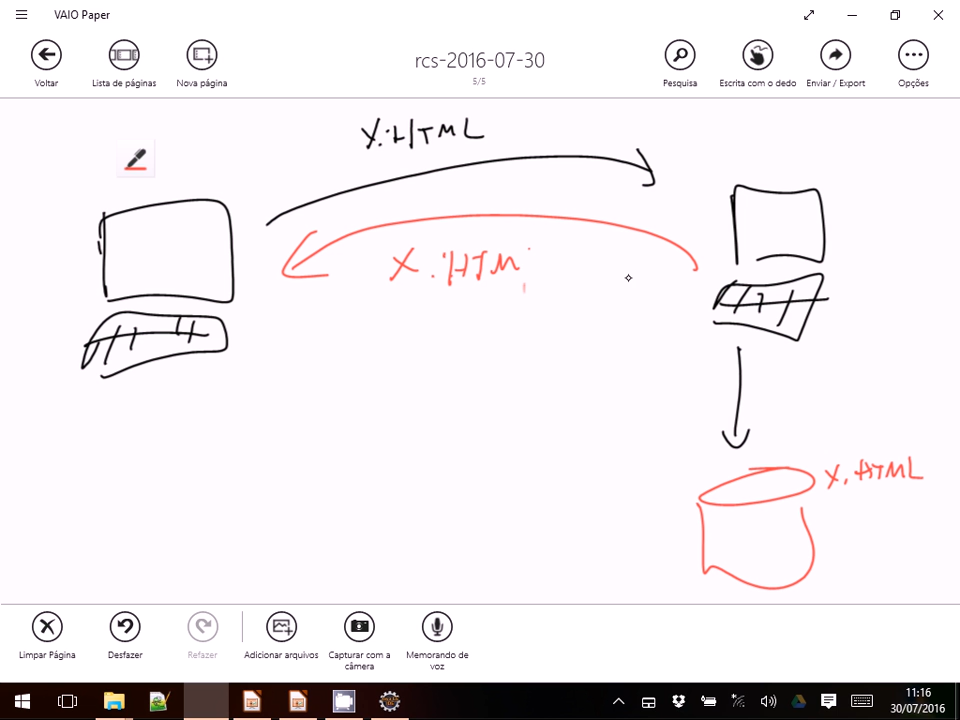 VAIO Paper
rcs-2016-07-30
5/5
Voltar
Lista de páginas
Nova página
Pesquisa
Escrita com o dedo
Enviar / Export
Opções
X.HTML
X.HTM
X.HTML
Limpar Página
Desfazer
Refazer
Adicionar arquivos
Capturar com a
câmera
Memorando de
voz
11:16
30/07/2016